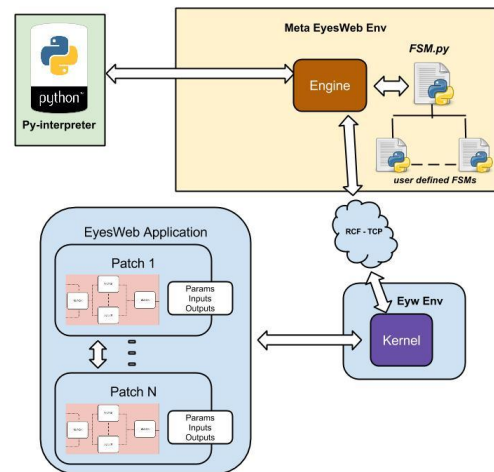 Meta EyesWeb Env
FSM.py
python™
Py-interpreter
Engine
user defined FSMs
RCF - TCP
EyesWeb Application
Patch 1
Params
Inputs
Outputs
Eyw Env
Kernel
Patch N
Params
Inputs
Outputs